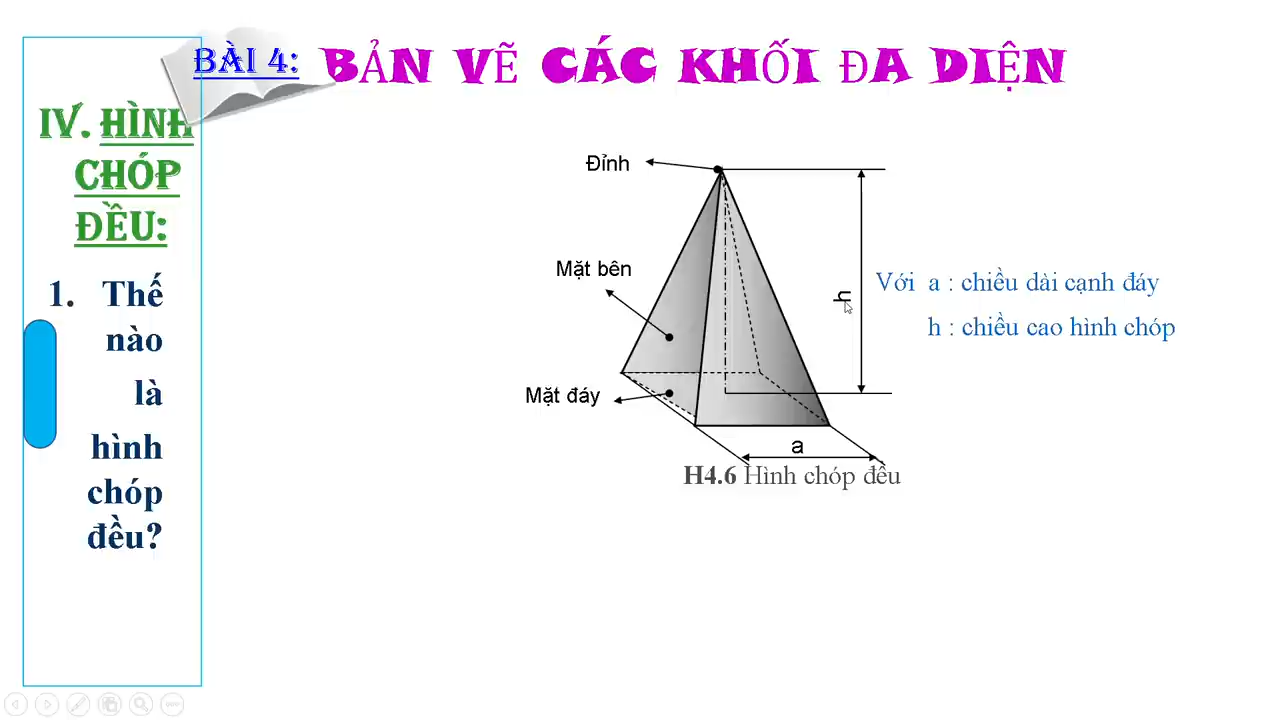 BÀI 4: BẢN VẼ CÁC KHỐI ĐA DIỆN
IV. HÌNH
CHÓP
ĐỀU:
1. Thế
nào
là
hình
chóp
đều?
Đỉnh
Mặt bên
Mặt đáy
h
a
Với a : chiều dài cạnh đáy
h : chiều cao hình chóp
H4.6 Hình chóp đều